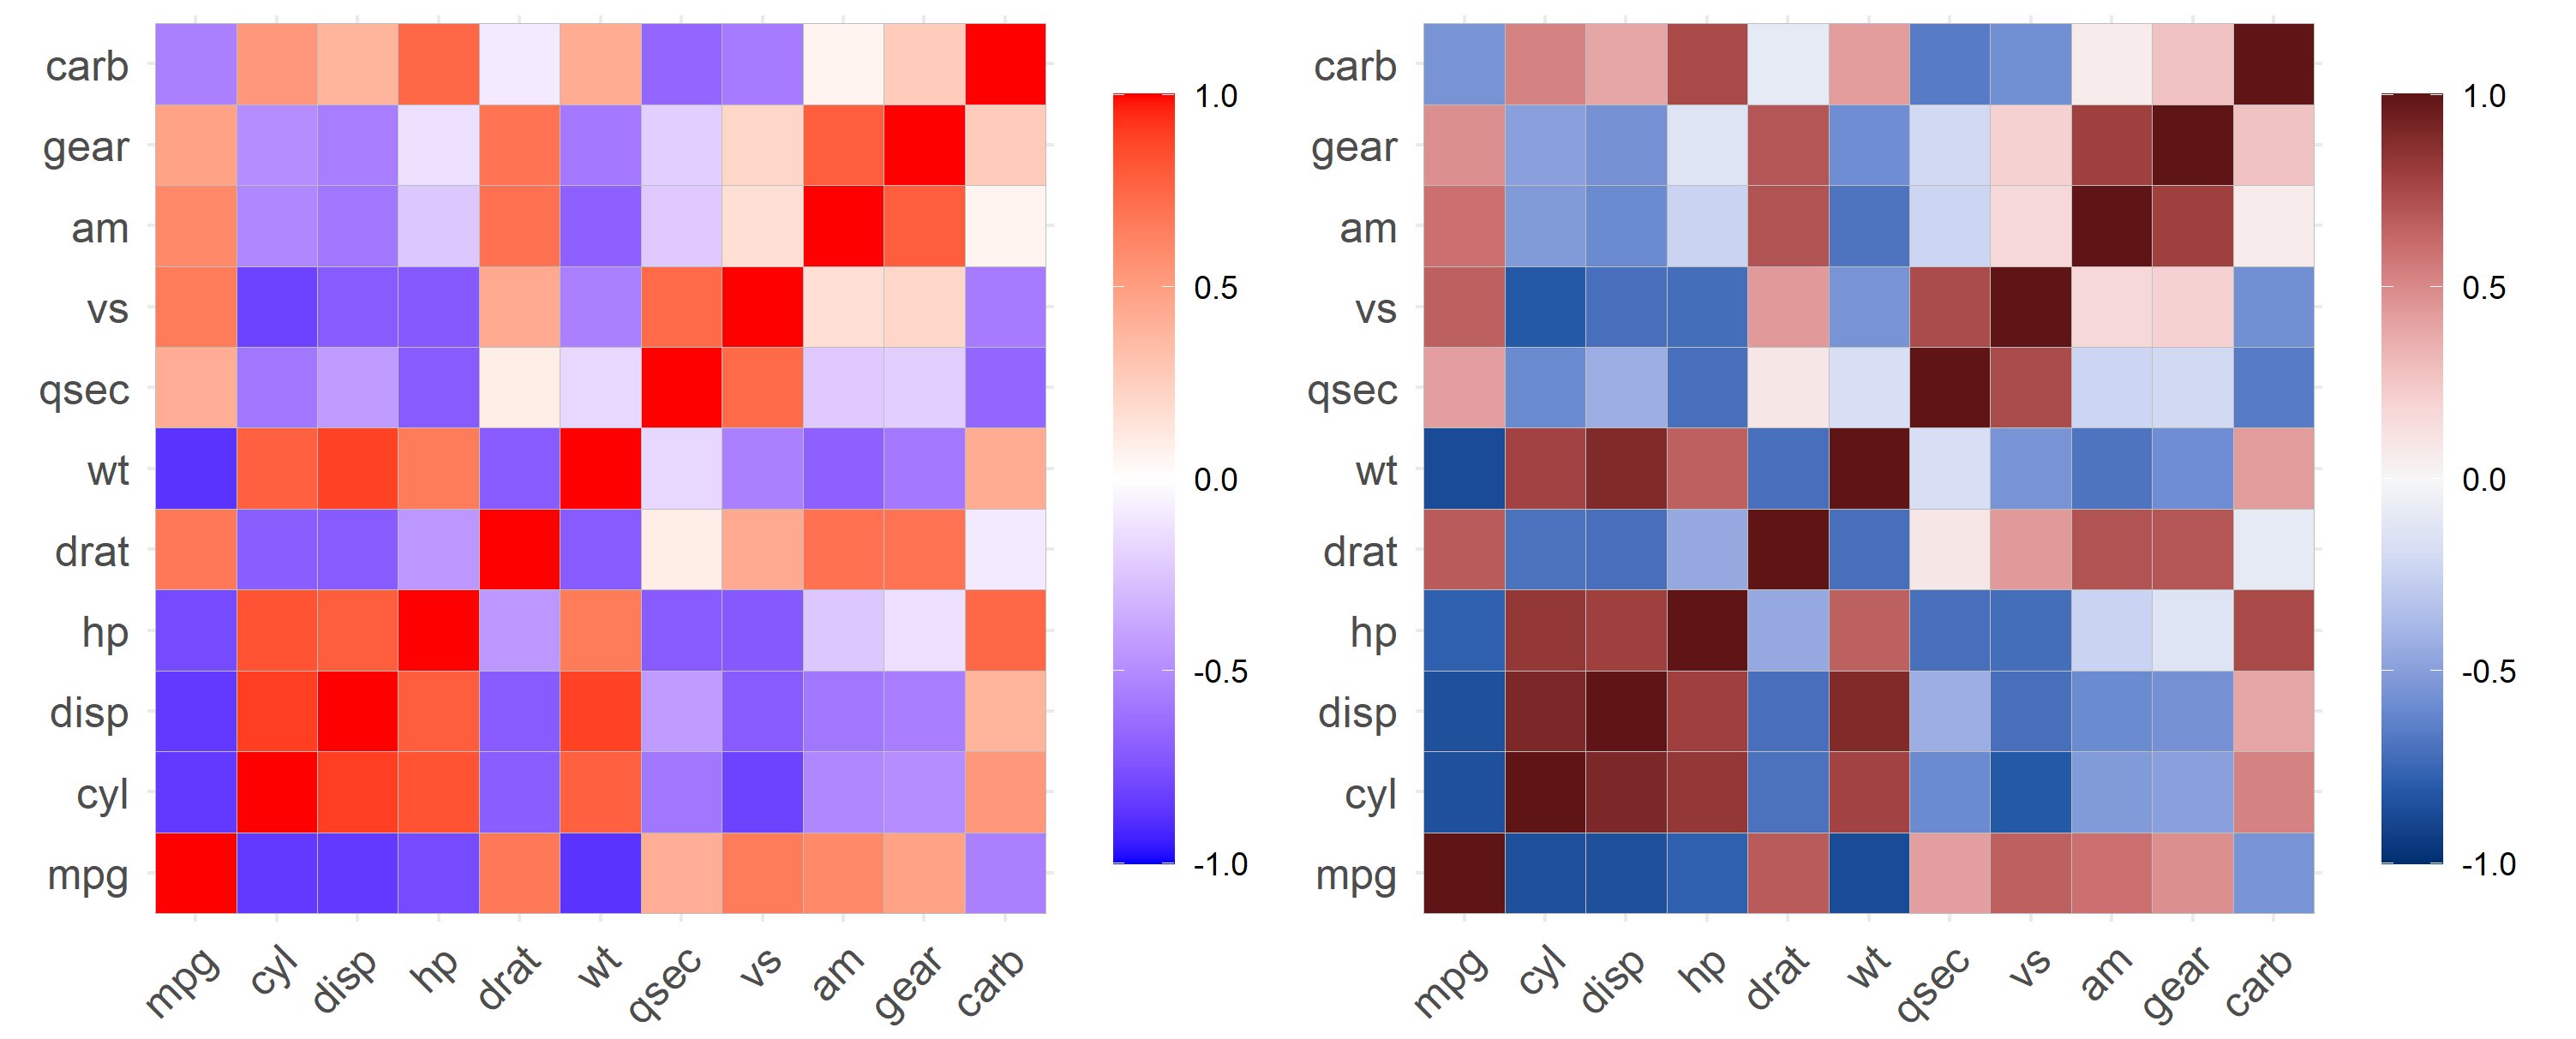 carb
gear
am
vs
qsec
wt
drat
hp
disp
cyl
mpg
mpg cyl disp hp drat wt qsec vs am gear carb
1.0
0.5
0.0
-0.5
-1.0
carb
gear
am
vs
qsec
wt
drat
hp
disp
cyl
mpg
mpg cyl disp hp drat wt qsec vs am gear carb
1.0
0.5
0.0
-0.5
-1.0